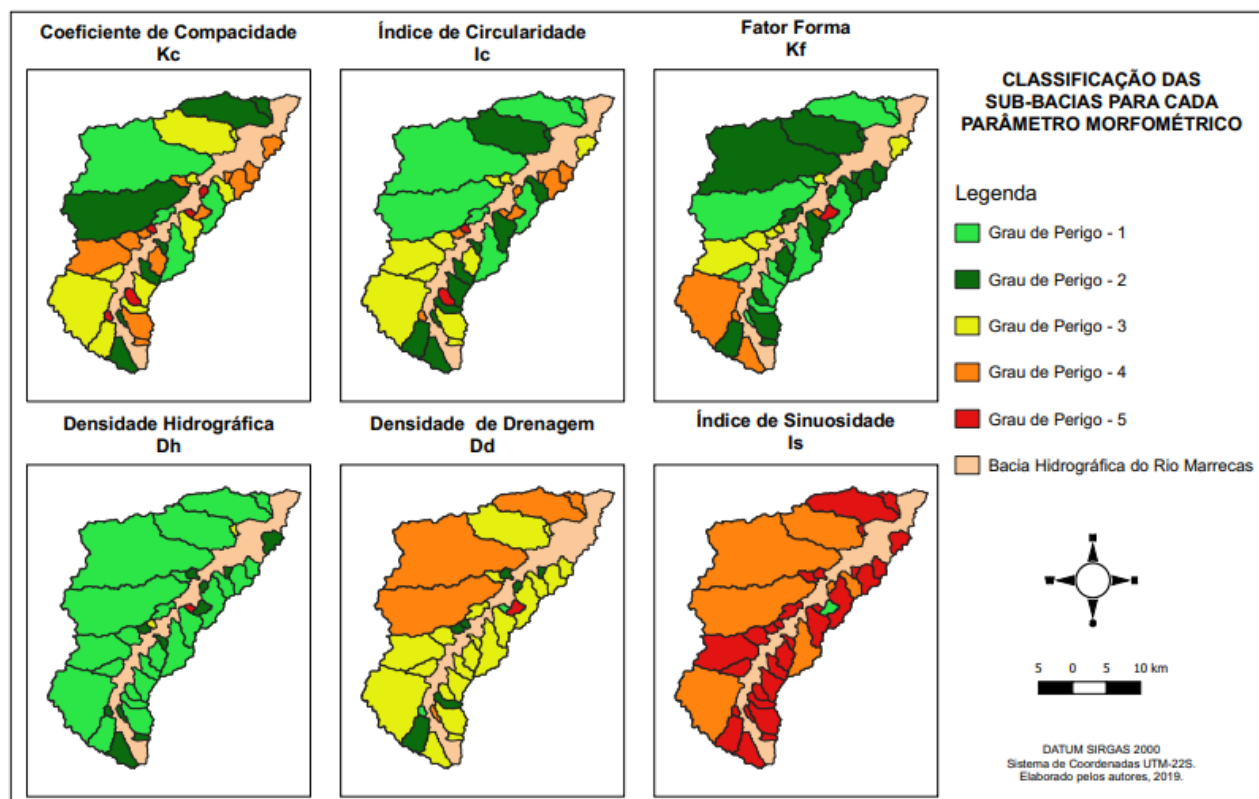 Coeficiente de Compacidade
Kc
Índice de Circularidade
Ic
Fator Forma
Kf
CLASSIFICAÇÃO DAS
SUB-BACIAS PARA CADA
PARÂMETRO MORFOMÉTRICO
Legenda
Grau de Perigo - 1
Grau de Perigo - 2
Grau de Perigo - 3
Grau de Perigo - 4
Grau de Perigo - 5
Bacia Hidrográfica do Rio Marrecas
Densidade Hidrográfica
Dh
Densidade de Drenagem
Dd
Índice de Sinuosidade
Is
5 0 5 10 km
DATUM SIRGAS 2000
Sistema de Coordenadas UTM-22S.
Elaborado pelos autores, 2019.